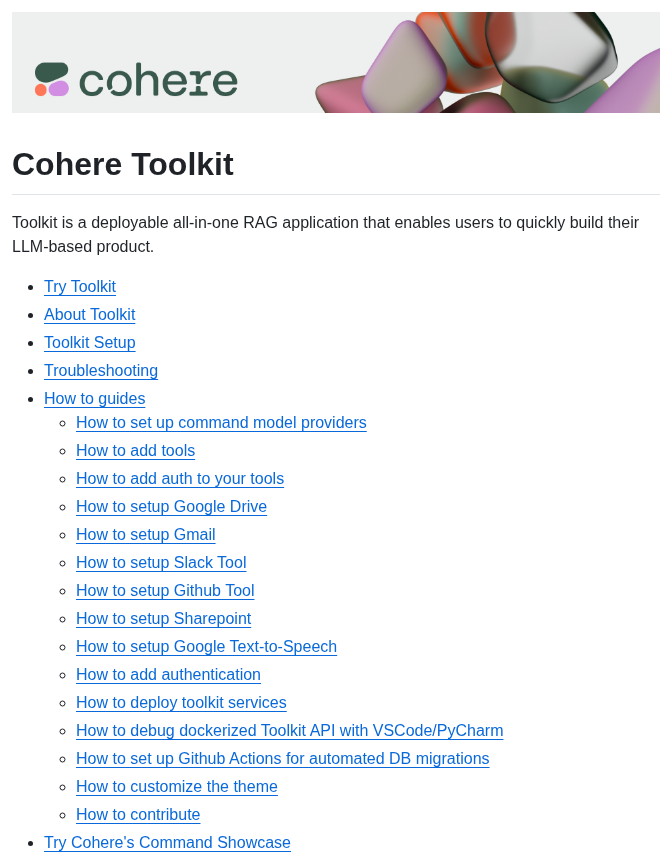 cohere
Cohere Toolkit
Toolkit is a deployable all-in-one RAG application that enables users to quickly build their
LLM-based product.
Try Toolkit
About Toolkit
Toolkit Setup
Troubleshooting
How to guides
How to set up command model providers
How to add tools
How to add auth to your tools
How to setup Google Drive
How to setup Gmail
How to setup Slack Tool
How to setup Github Tool
How to setup Sharepoint
How to setup Google Text-to-Speech
How to add authentication
How to deploy toolkit services
How to debug dockerized Toolkit API with VSCode/PyCharm
How to set up Github Actions for automated DB migrations
How to customize the theme
How to contribute
Try Cohere's Command Showcase